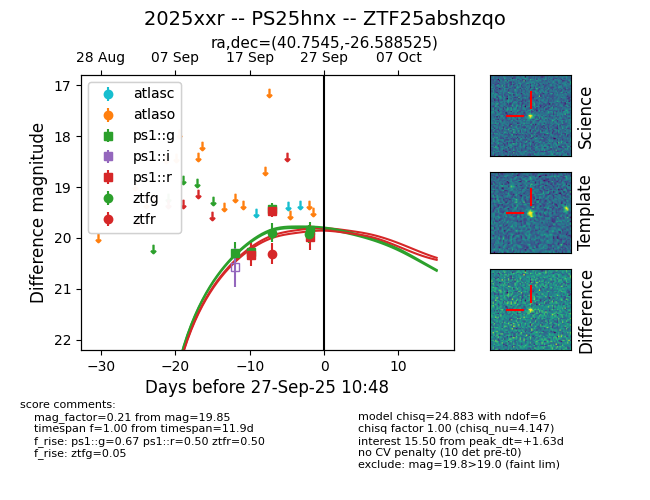 2025xxr -- PS25hnx -- ZTF25abshzqo
ra,dec=(40.7545,-26.588525)
28 Aug 07 Sep 17 Sep 27 Sep 07 Oct
17
18
19
20
21
22
Difference magnitude
atlasc
atlaso
ps1::g
ps1::i
ps1::r
ztfg
ztfr
−30 −20 −10 0 10
Days before 27-Sep-25 10:48
Science
Template
Difference
score comments:
mag_factor=0.21 from mag=19.85
timespan f=1.00 from timespan=11.9d
f_rise: ps1::g=0.67 ps1::r=0.50 ztfr=0.50
f_rise: ztfg=0.05
model chisq=24.883 with ndof=6
chisq factor 1.00 (chisq_nu=4.147)
interest 15.50 from peak_dt=+1.63d
no CV penalty (10 det pre-t0)
exclude: mag=19.8>19.0 (faint lim)